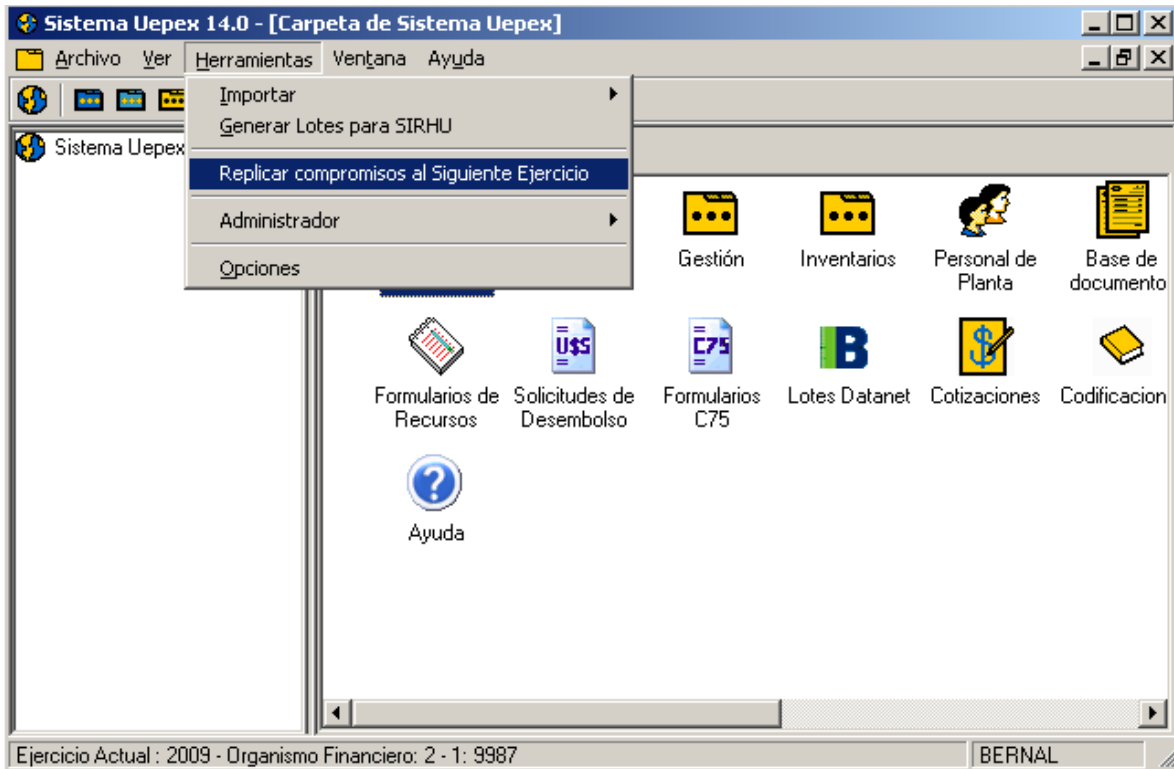 Sistema Uepex 14.0 - [Carpeta de Sistema Uepex]
Archivo Ver Herramientas Ventana Ayuda
Importar
Generar Lotes para SIRHU
Replicar compromisos al Siguiente Ejercicio
Administrador
Opciones
Sistema Uepex
Gestión
Inventarios
Personal de
Planta
Base de
documento
U$S
C75
B
Formularios de
Recursos
Solicitudes de
Desembolso
Formularios
C75
Lotes Datanet
Cotizaciones
Codificacion
Ayuda
Ejercicio Actual : 2009 - Organismo Financiero: 2 - 1: 9987
BERNAL